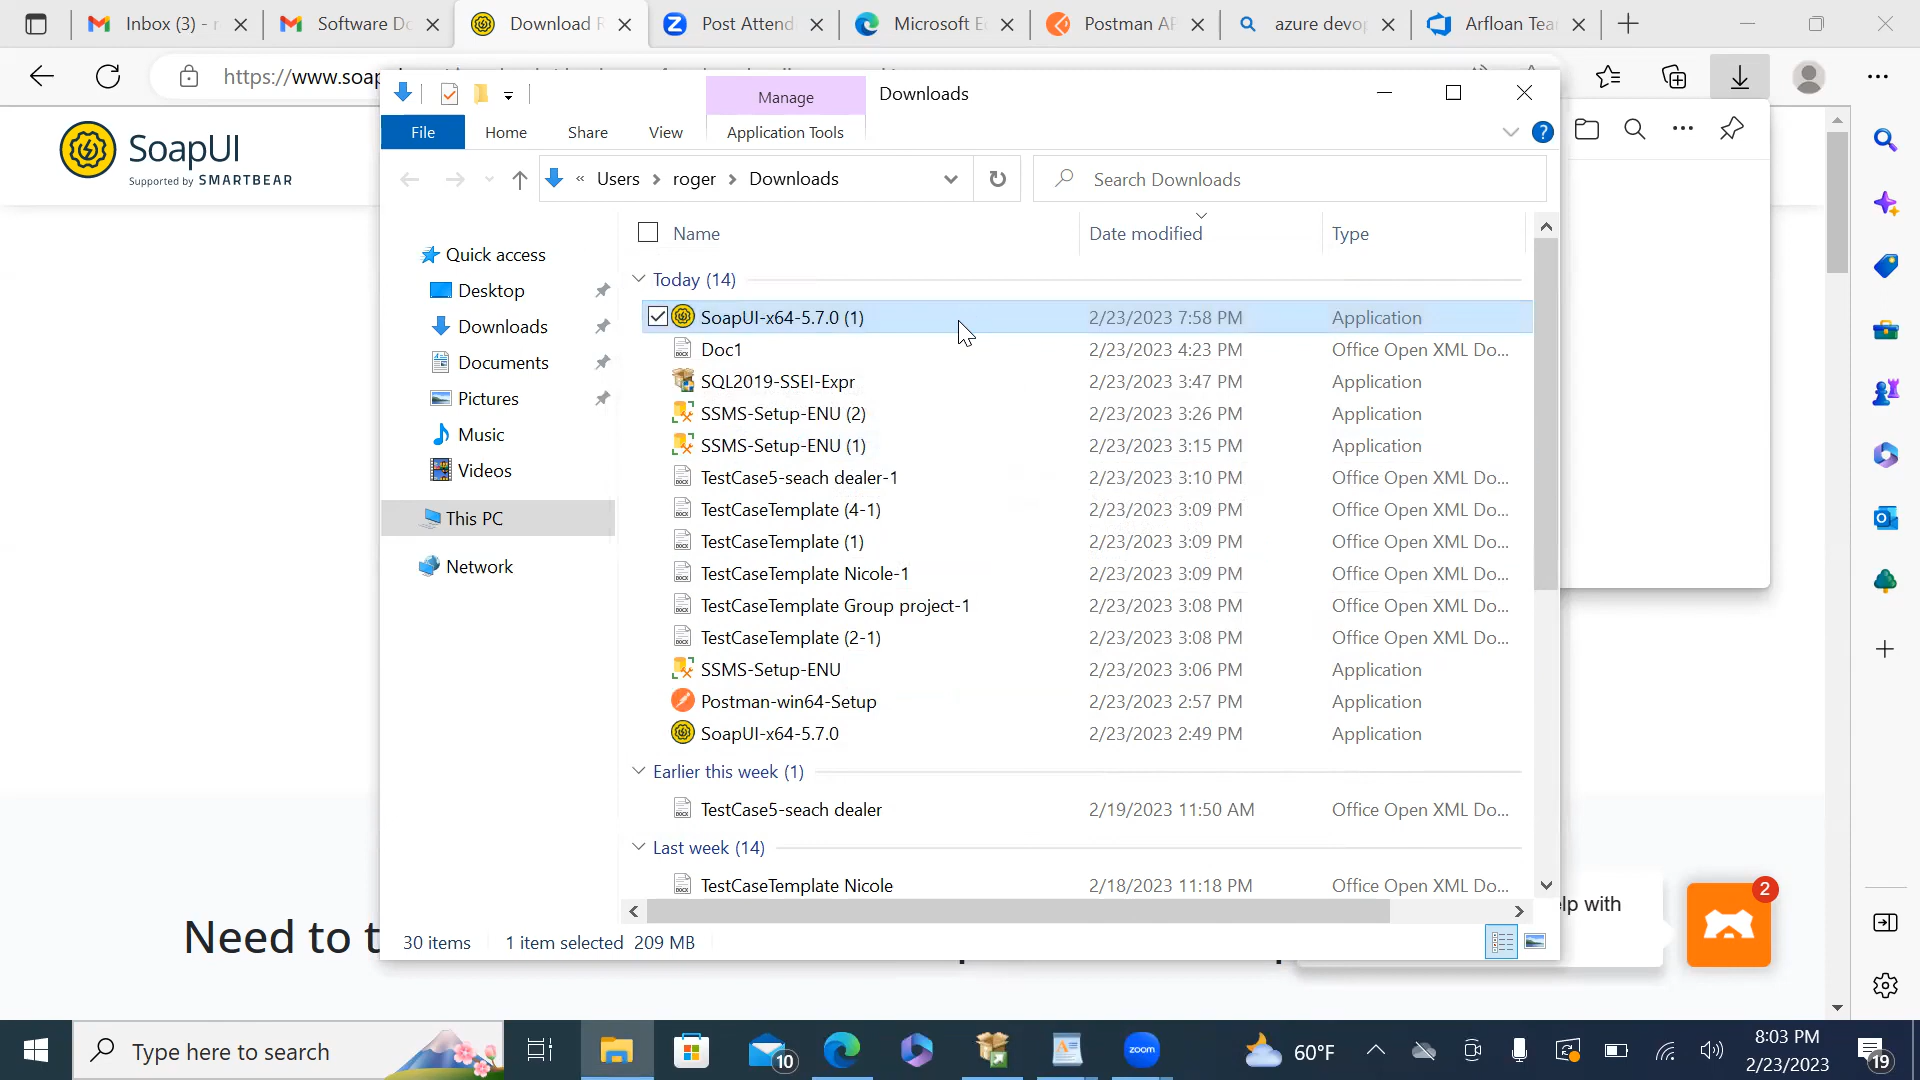 Inbox (3) - r
Software Do
Download R
Post Attend
Microsoft E
Postman AP
azure devop
Arfloan Tea
https://www.soap
SoapUI
Supported by SMARTBEAR
Manage
Downloads
File
Home
Share
View
Application Tools
« Users > roger > Downloads
Search Downloads
Name
Date modified
Type
Quick access
Desktop
Downloads
Documents
Pictures
Music
Videos
This PC
Network
Today (14)
SoapUI-x64-5.7.0 (1) 2/23/2023 7:58 PM Application
Doc1 2/23/2023 4:23 PM Office Open XML Do...
SQL2019-SSEI-Expr 2/23/2023 3:47 PM Application
SSMS-Setup-ENU (2) 2/23/2023 3:26 PM Application
SSMS-Setup-ENU (1) 2/23/2023 3:15 PM Application
TestCase5-seach dealer-1 2/23/2023 3:10 PM Office Open XML Do...
TestCaseTemplate (4-1) 2/23/2023 3:09 PM Office Open XML Do...
TestCaseTemplate (1) 2/23/2023 3:09 PM Office Open XML Do...
TestCaseTemplate Nicole-1 2/23/2023 3:09 PM Office Open XML Do...
TestCaseTemplate Group project-1 2/23/2023 3:08 PM Office Open XML Do...
TestCaseTemplate (2-1) 2/23/2023 3:08 PM Office Open XML Do...
SSMS-Setup-ENU 2/23/2023 3:06 PM Application
Postman-win64-Setup 2/23/2023 2:57 PM Application
SoapUI-x64-5.7.0 2/23/2023 2:49 PM Application
Earlier this week (1)
TestCase5-seach dealer 2/19/2023 11:50 AM Office Open XML Do...
Last week (14)
TestCaseTemplate Nicole 2/18/2023 11:18 PM Office Open XML Do...
30 items 1 item selected 209 MB
Need to t
elp with
2
Type here to search
10
zoom
60°F
8:03 PM
2/23/2023
19